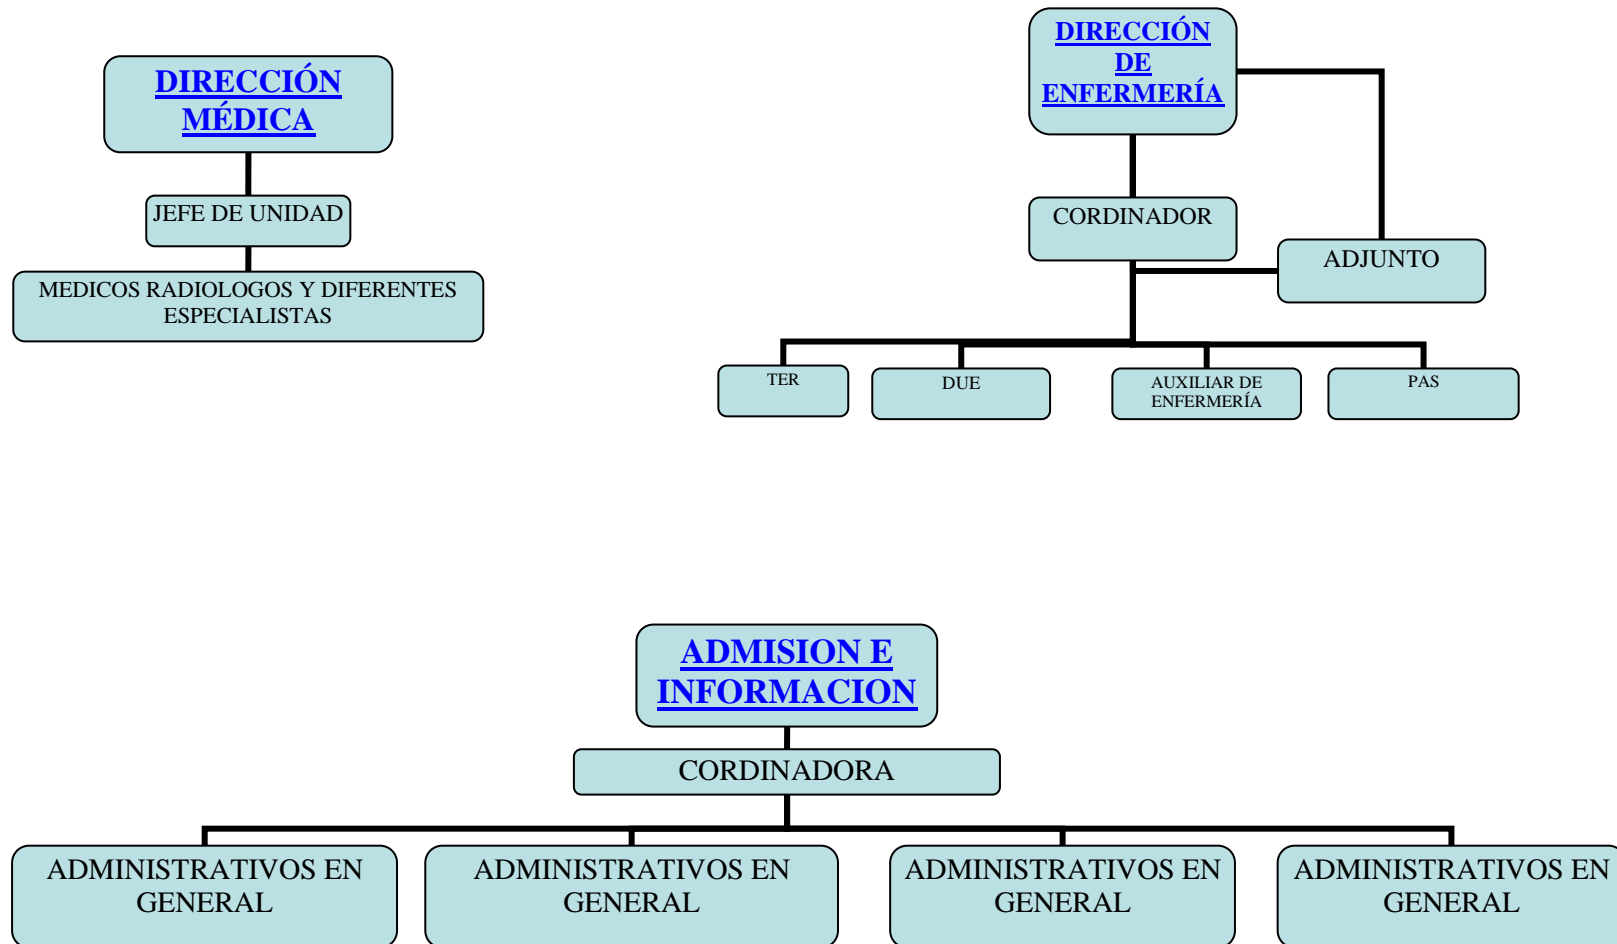 DIRECCIÓN
MÉDICA
JEFE DE UNIDAD
MEDICOS RADIOLOGOS Y DIFERENTES
ESPECIALISTAS
DIRECCIÓN
DE
ENFERMERÍA
CORDINADOR
ADJUNTO
TER
DUE
AUXILIAR DE
ENFERMERÍA
PAS
ADMISION E
INFORMACION
CORDINADORA
ADMINISTRATIVOS EN
GENERAL
ADMINISTRATIVOS EN
GENERAL
ADMINISTRATIVOS EN
GENERAL
ADMINISTRATIVOS EN
GENERAL